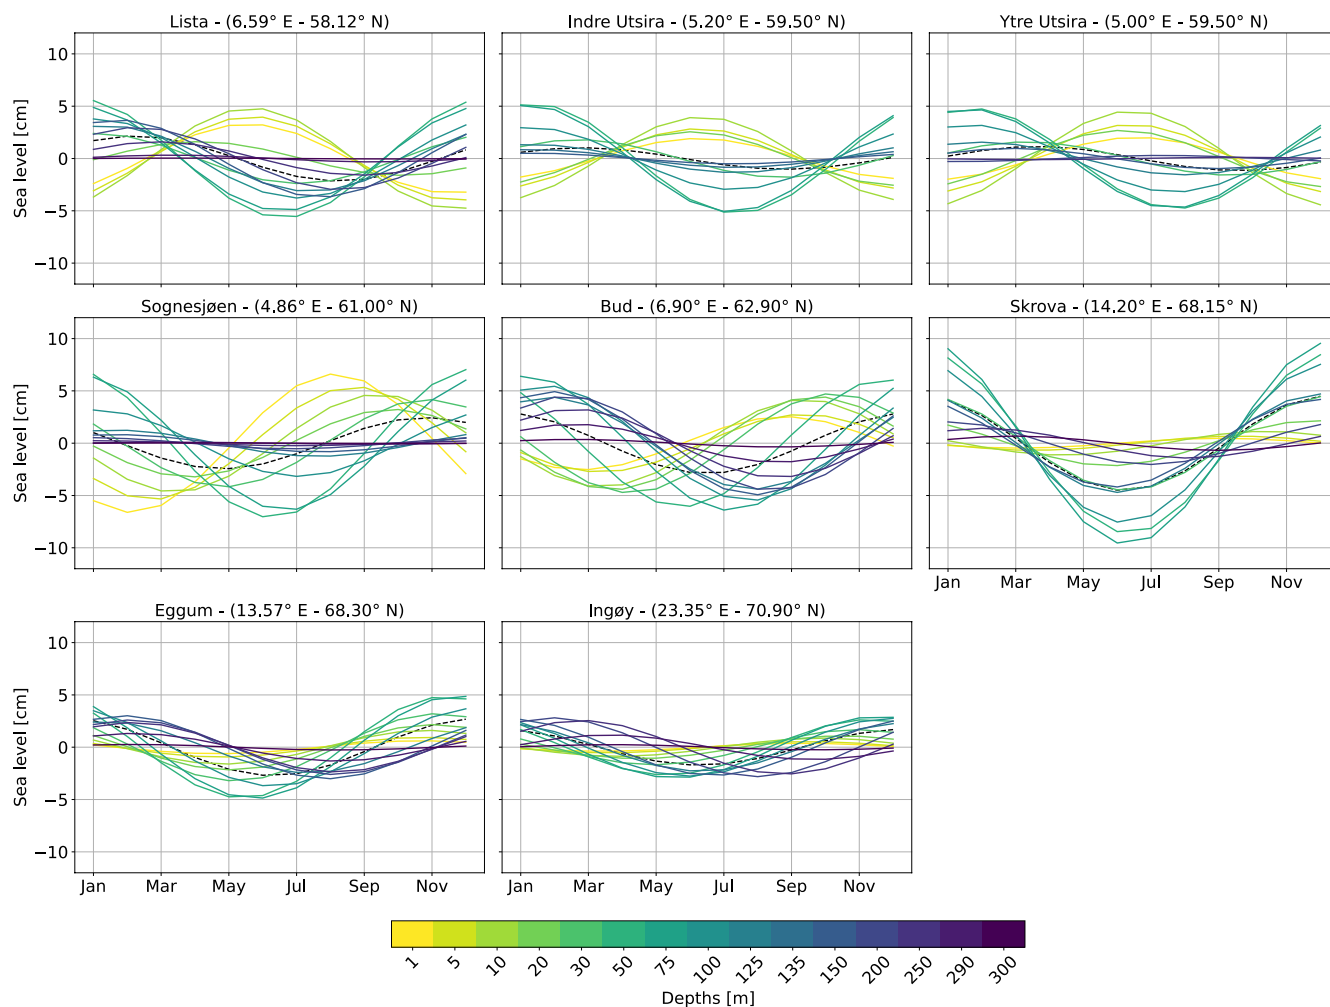 Lista - (6.59° E - 58.12° N)
Indre Utsira - (5.20° E - 59.50° N)
Ytre Utsira - (5.00° E - 59.50° N)
Sea level [cm]
10
5
0
−5
−10
Sognesjøen - (4.86° E - 61.00° N)
Bud - (6.90° E - 62.90° N)
Skrova - (14.20° E - 68.15° N)
Sea level [cm]
10
5
0
−5
−10
Jan Mar May Jul Sep Nov
Eggum - (13.57° E - 68.30° N)
Ingøy - (23.35° E - 70.90° N)
Sea level [cm]
10
5
0
−5
−10
Jan Mar May Jul Sep Nov
Jan Mar May Jul Sep Nov
1 5 10 20 30 50 75 100 125 135 150 200 250 290 300
Depths [m]